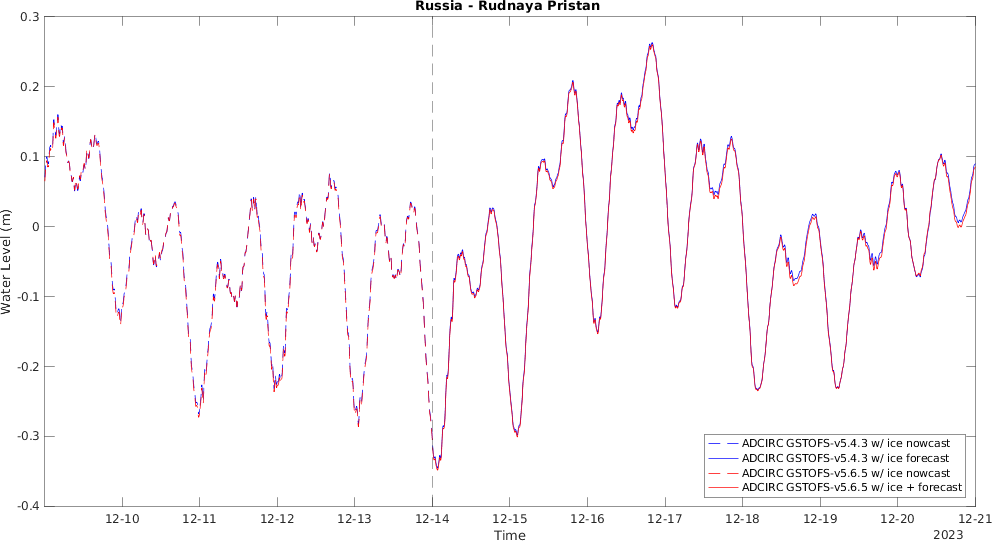 Russia - Rudnaya Pristan
0.3
0.2
0.1
0
-0.1
-0.2
-0.3
-0.4
Water Level (m)
ADCIRC GSTOFS-v5.4.3 w/ ice nowcast
ADCIRC GSTOFS-v5.4.3 w/ ice forecast
ADCIRC GSTOFS-v5.6.5 w/ ice nowcast
ADCIRC GSTOFS-v5.6.5 w/ ice + forecast
12-10 12-11 12-12 12-13 12-14 12-15 12-16 12-17 12-18 12-19 12-20 12-21
Time
2023